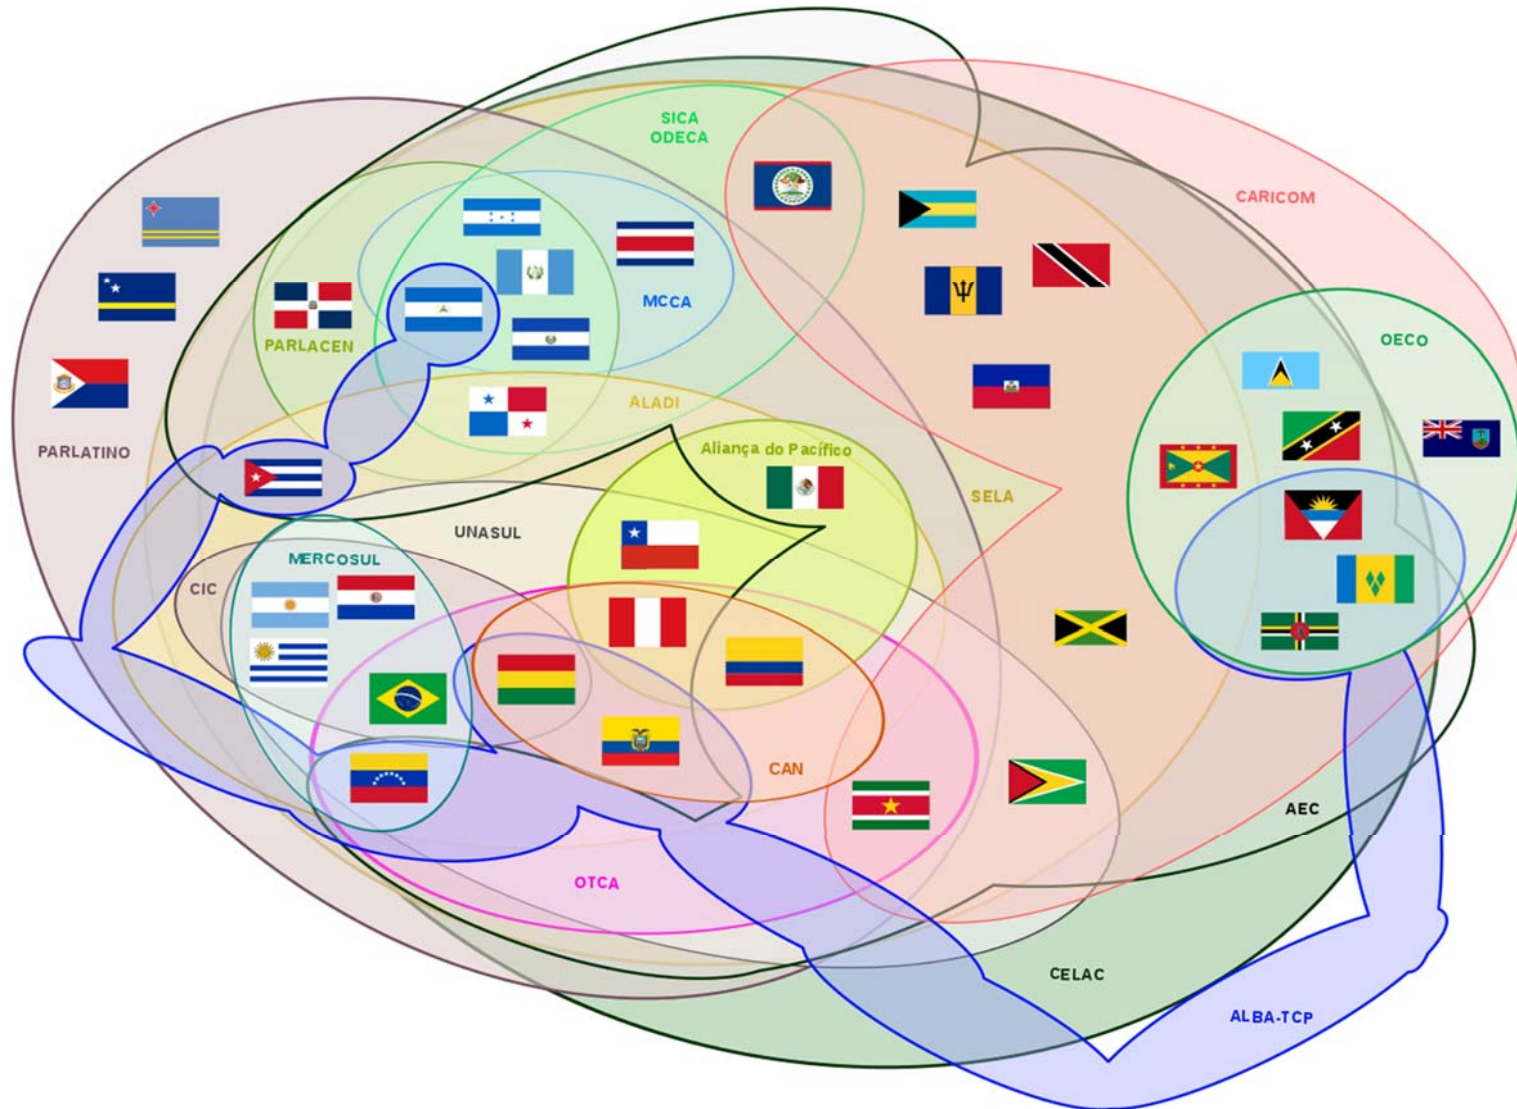 SICA
ODECA
CARICOM
MCCA
OECO
PARLACEN
ALADI
PARLATINO
Aliança do Pacífico
SELA
UNASUL
MERCOSUL
CIC
CAN
AEC
OTCA
CELAC
ALBA-TCP